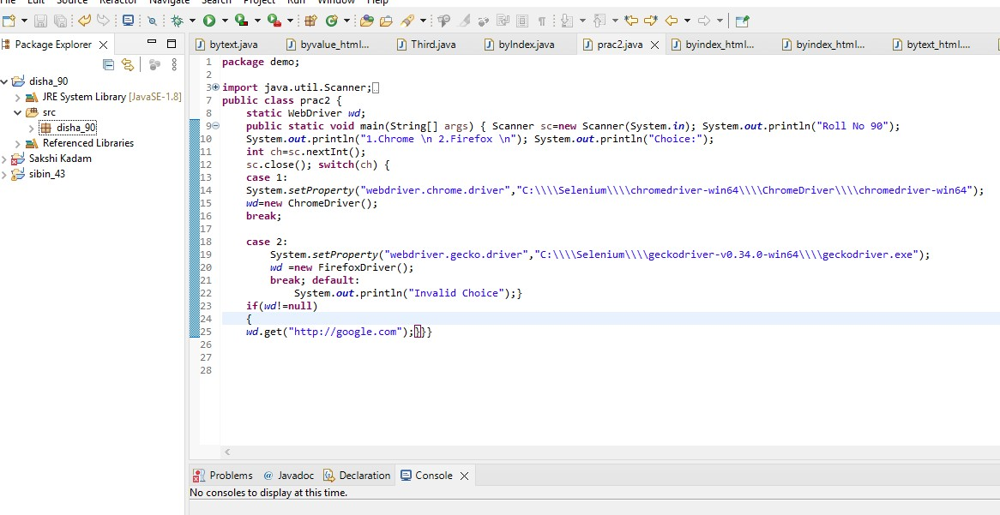 File Edit Source Refactor Navigate Search Project Run Window Help
Package Explorer
bytext.java
byvalue_html...
Third.java
byIndex.java
prac2.java
byindex_html...
byindex_html...
bytext_html....
disha_90
JRE System Library [JavaSE-1.8]
src
disha_90
Referenced Libraries
Sakshi Kadam
sibin_43
1 package demo;
2
3 import java.util.Scanner;
7 public class prac2 {
8 static WebDriver wd;
9 public static void main(String[] args) { Scanner sc=new Scanner(System.in); System.out.println("Roll No 90");
10 System.out.println("1.Chrome \n 2.Firefox \n"); System.out.println("Choice:");
11 int ch=sc.nextInt();
12 sc.close(); switch(ch) {
13 case 1:
14 System.setProperty("webdriver.chrome.driver","C:\\\\Selenium\\\\chromedriver-win64\\\\ChromeDriver\\\\chromedriver-win64");
15 wd=new ChromeDriver();
16 break;
17
18 case 2:
19 System.setProperty("webdriver.gecko.driver","C:\\\\Selenium\\\\geckodriver-v0.34.0-win64\\\\geckodriver.exe");
20 wd =new FirefoxDriver();
21 break; default:
22 System.out.println("Invalid Choice");}
23 if(wd!=null)
24 {
25 wd.get("http://google.com");}}}
26
27
28
Problems
@ Javadoc
Declaration
Console
No consoles to display at this time.